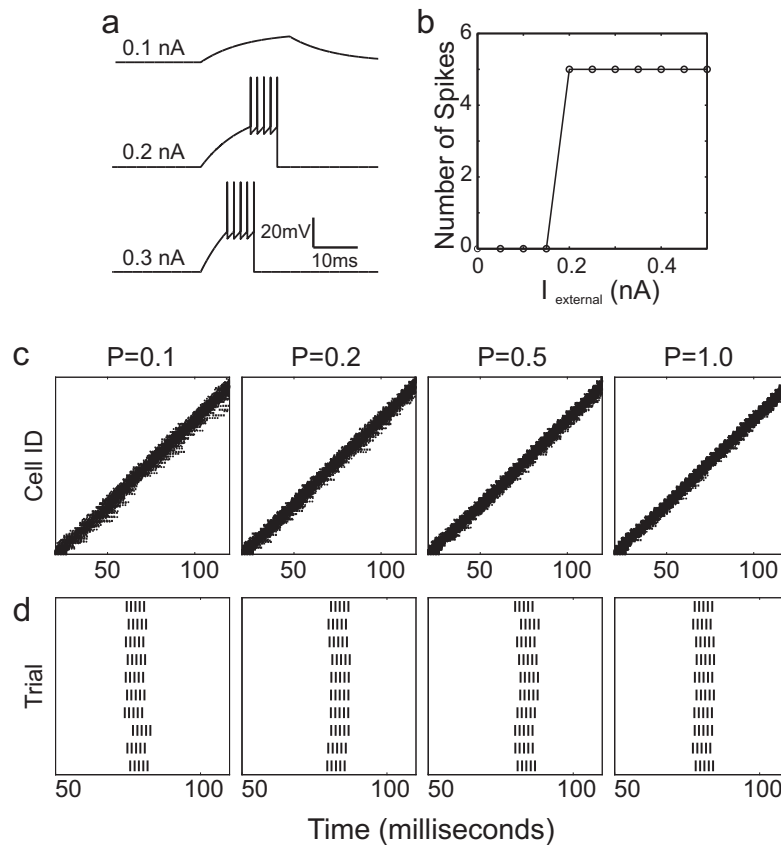 a
0.1 nA
0.2 nA
0.3 nA
20mV
10ms
b
Number of Spikes
6
4
2
0
0
0.2
0.4
I external (nA)
c
P=0.1
P=0.2
P=0.5
P=1.0
Cell ID
50
100
50
100
50
100
50
100
d
Trial
50
100
50
100
50
100
50
100
Time (milliseconds)